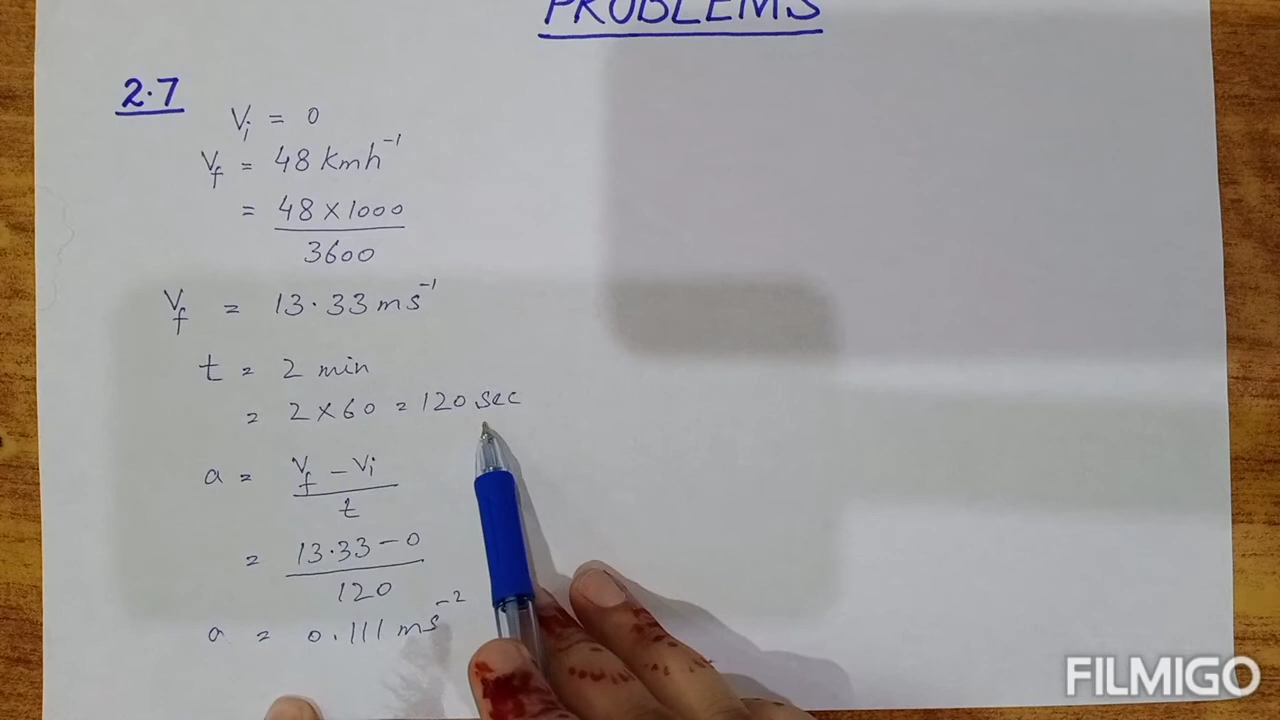 PROBLEMS
2.7
Vi = 0
Vf = 48 Kmh⁻¹
= 48 × 1000
3600
Vf = 13.33 ms⁻¹
t = 2 min
= 2 × 60 = 120 sec
a = Vf - Vi
t
= 13.33 - 0
120
a = 0.111 ms⁻²
FILMIGO